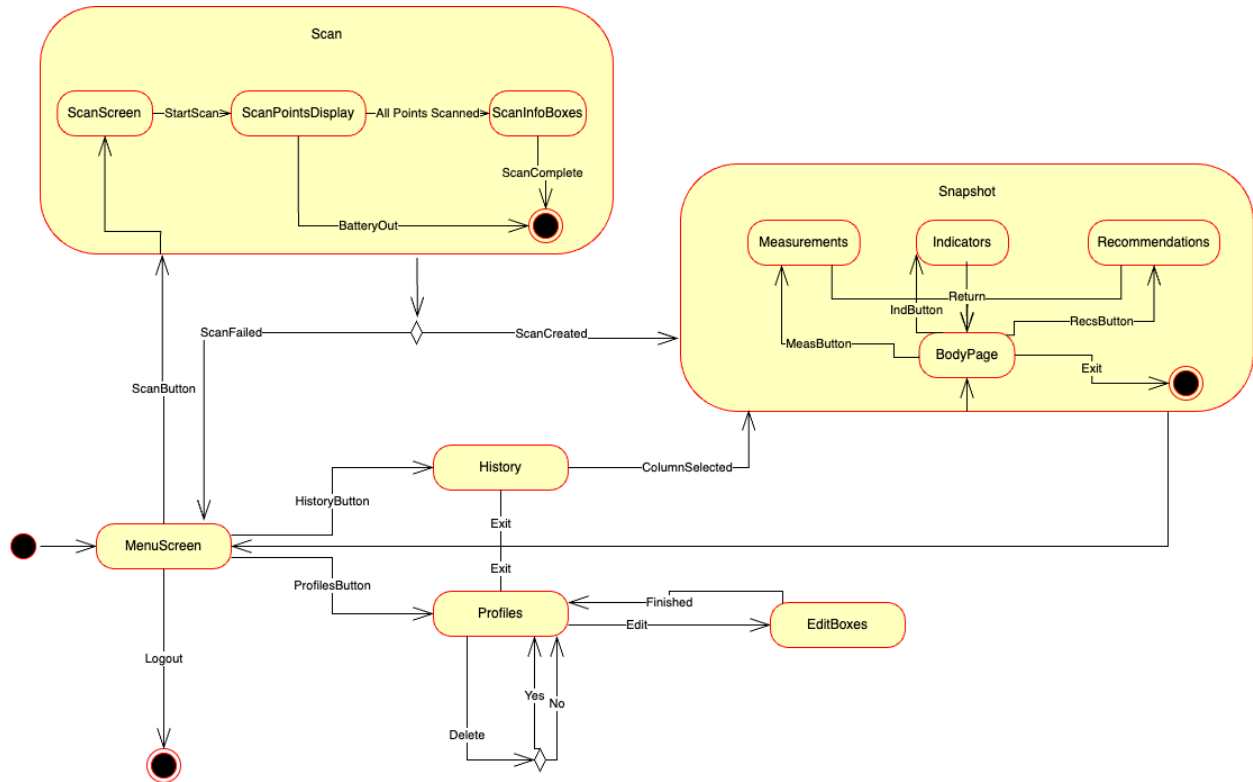 Scan
ScanScreen
StartScan
ScanPointsDisplay
All Points Scanned
ScanInfoBoxes
ScanComplete
BatteryOut
Snapshot
Measurements
Indicators
Recommendations
Return
IndButton
RecsButton
MeasButton
BodyPage
Exit
ScanFailed
ScanCreated
ScanButton
History
ColumnSelected
HistoryButton
Exit
MenuScreen
Exit
ProfilesButton
Profiles
Finished
Edit
EditBoxes
Logout
Yes
No
Delete